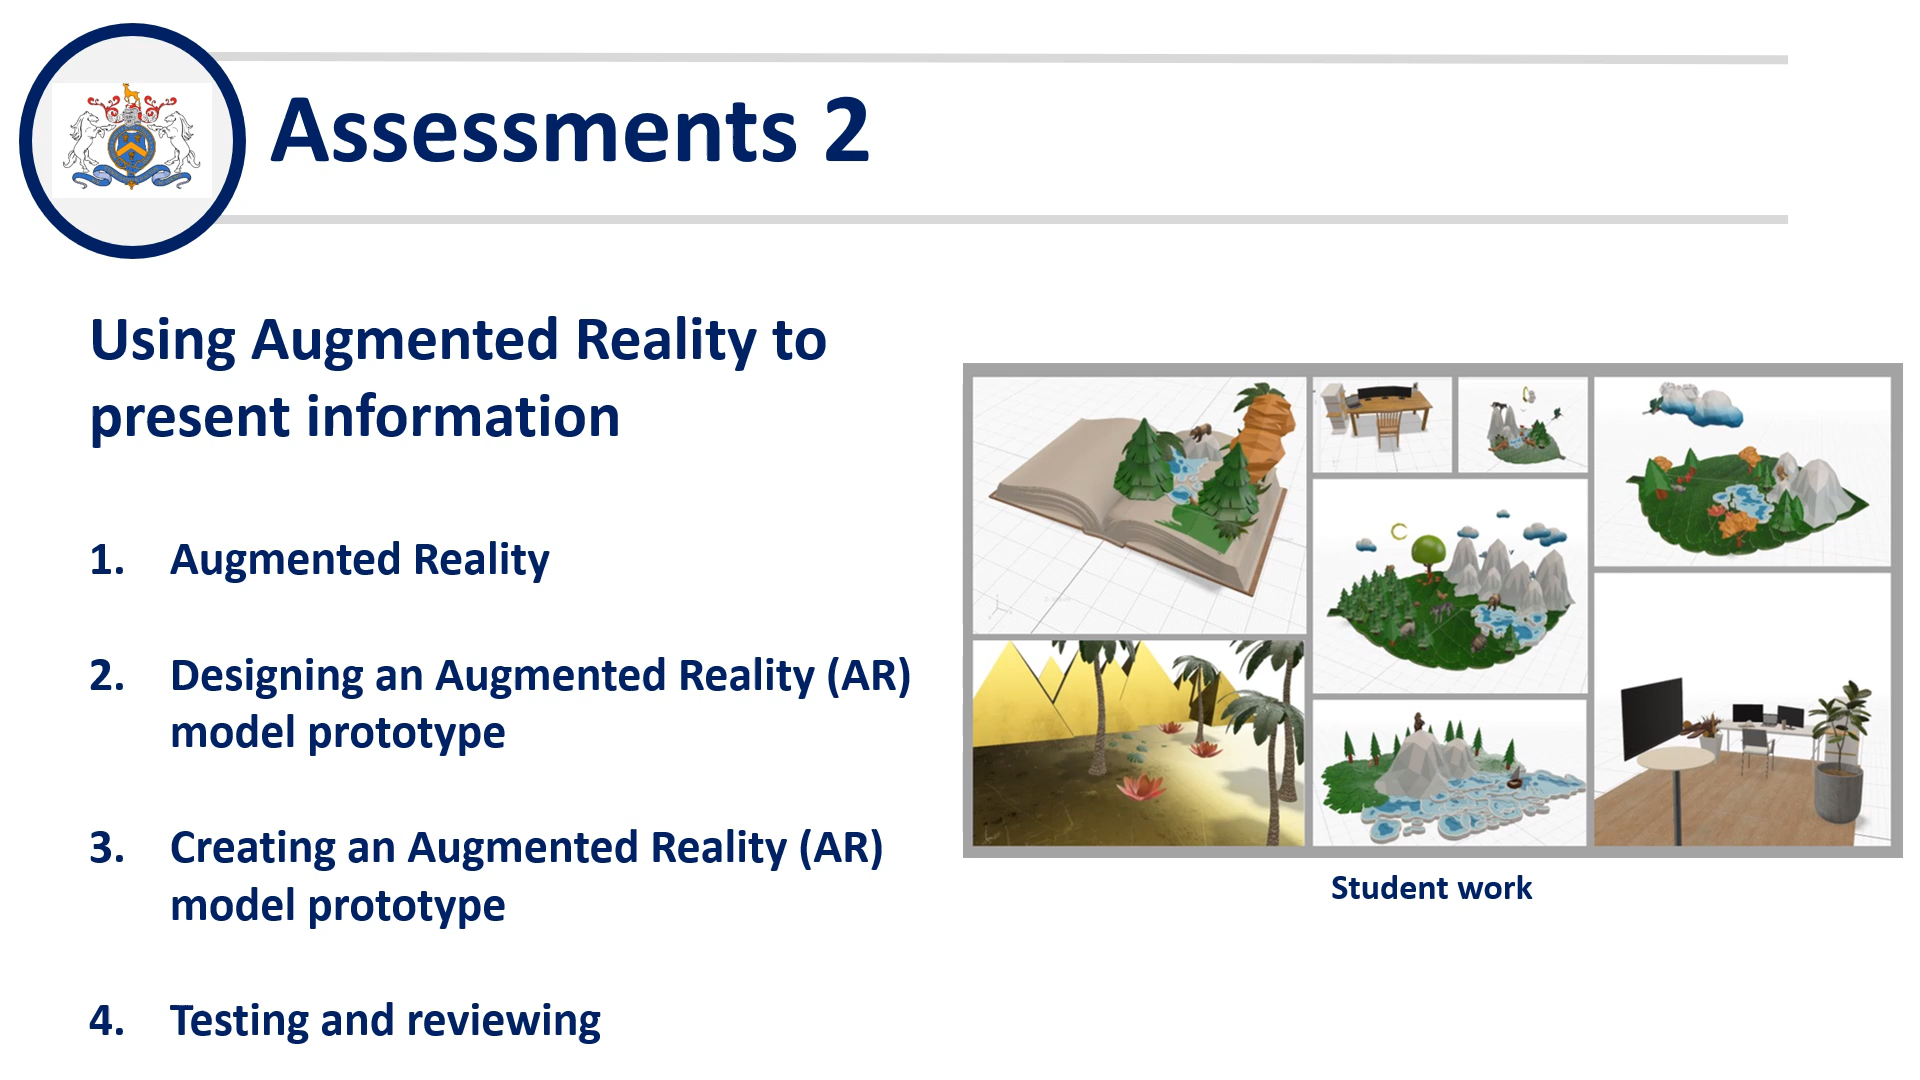 Assessments 2
Using Augmented Reality to
present information
1. Augmented Reality
2. Designing an Augmented Reality (AR)
model prototype
3. Creating an Augmented Reality (AR)
model prototype
4. Testing and reviewing
Student work